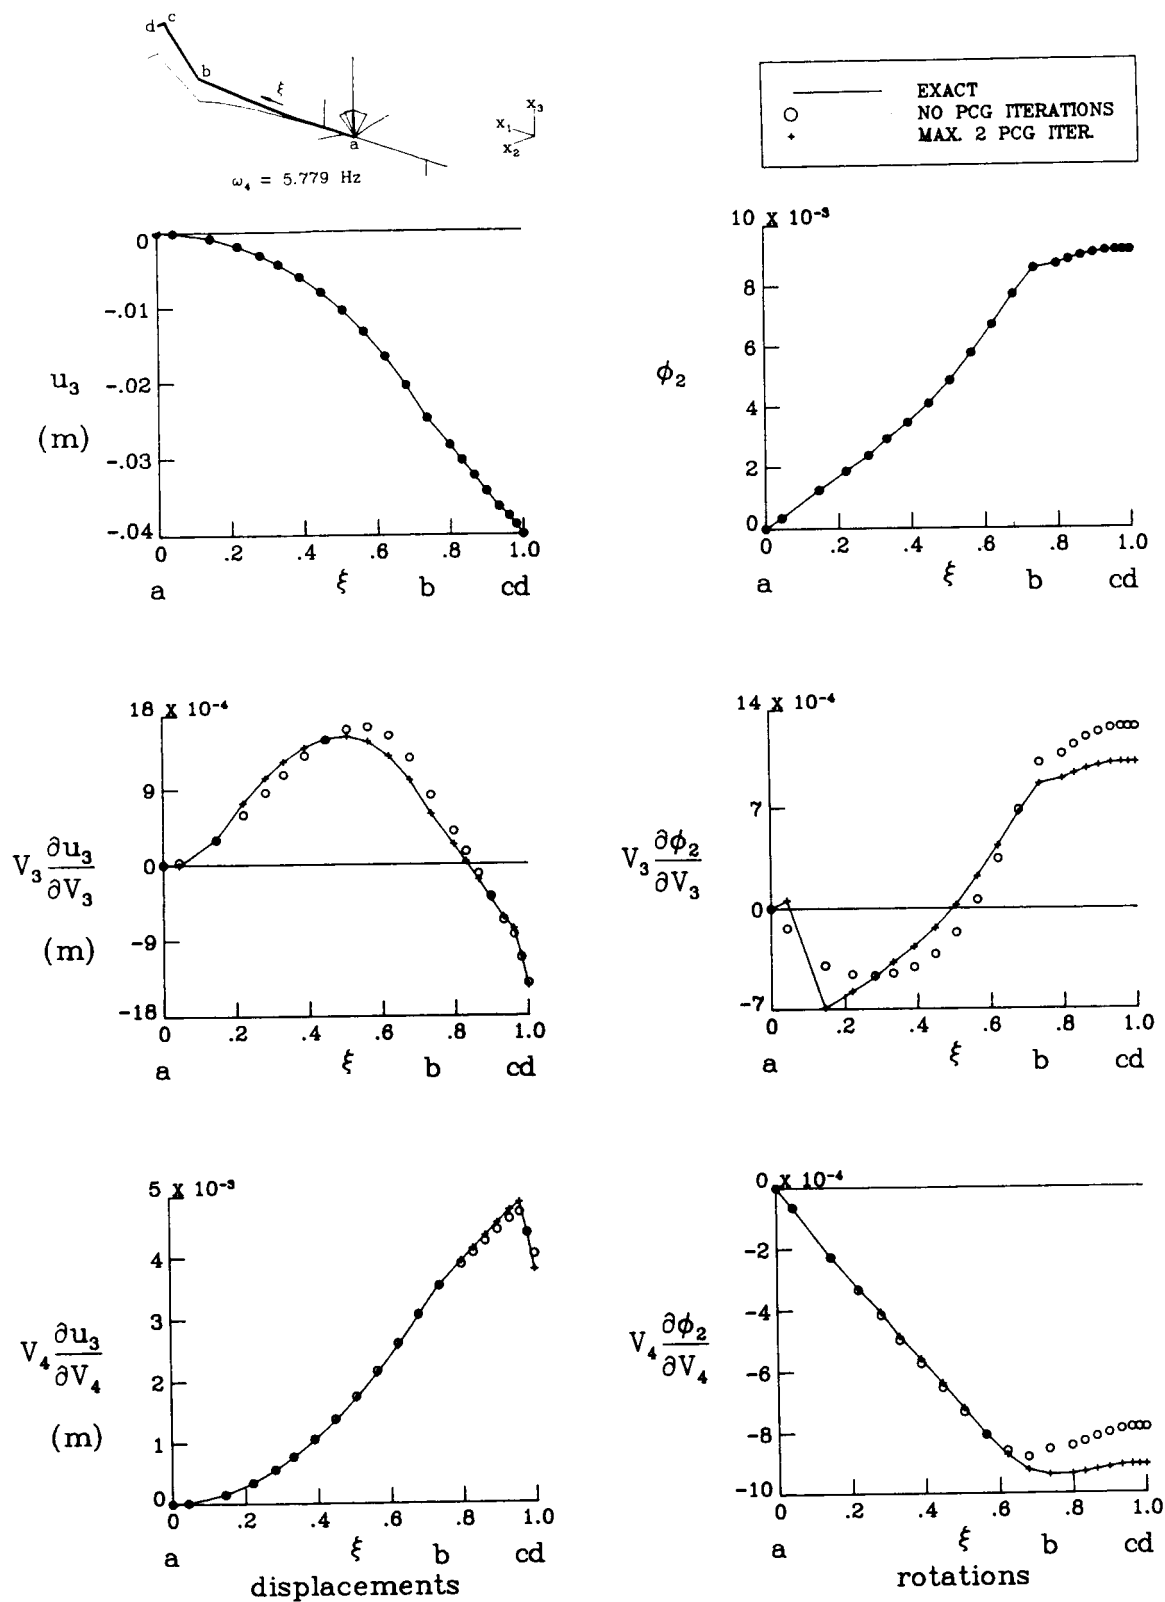 d c
b
ξ
a
x₃
x₁
x₂
ω₄ = 5.779 Hz
EXACT
NO PCG ITERATIONS
MAX. 2 PCG ITER.
0
-.01
-.02
-.03
-.04
u₃
(m)
0 .2 .4 .6 .8 1.0
a ξ b cd
10 X 10⁻³
8
6
4
2
0
ϕ₂
0 .2 .4 .6 .8 1.0
a ξ b cd
18 X 10⁻⁴
9
0
-9
-18
V₃ ∂u₃/∂V₃
(m)
0 .2 .4 .6 .8 1.0
a ξ b cd
14 X 10⁻⁴
7
0
-7
V₃ ∂ϕ₂/∂V₃
0 .2 .4 .6 .8 1.0
a ξ b cd
5 X 10⁻³
4
3
2
1
0
V₄ ∂u₃/∂V₄
(m)
0 .2 .4 .6 .8 1.0
a ξ b cd
displacements
0 X 10⁻⁴
-2
-4
-6
-8
-10
V₄ ∂ϕ₂/∂V₄
0 .2 .4 .6 .8 1.0
a ξ b cd
rotations